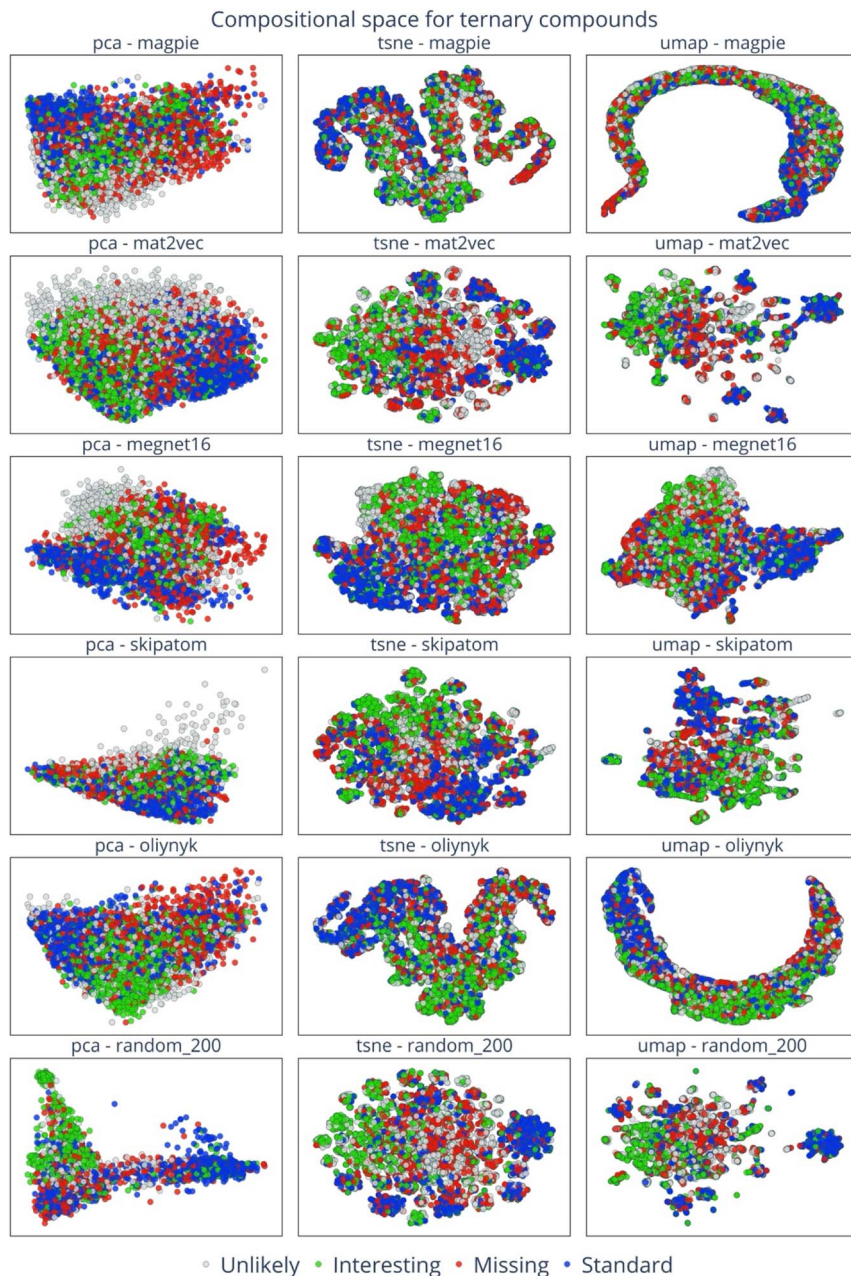 Compositional space for ternary compounds
pca - magpie
tsne - magpie
umap - magpie
pca - mat2vec
tsne - mat2vec
umap - mat2vec
pca - megnet16
tsne - megnet16
umap - megnet16
pca - skipatom
tsne - skipatom
umap - skipatom
pca - oliynyk
tsne - oliynyk
umap - oliynyk
pca - random_200
tsne - random_200
umap - random_200
Unlikely Interesting Missing Standard